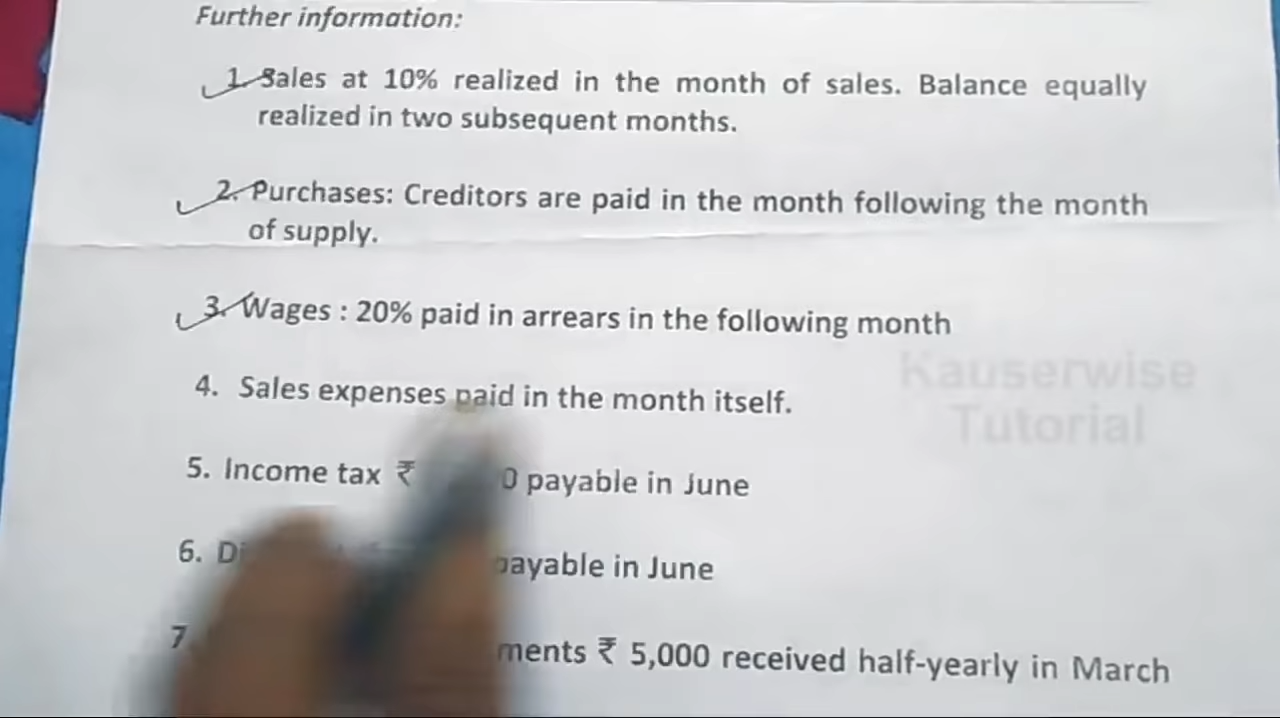 Further information:
1. Sales at 10% realized in the month of sales. Balance equally
realized in two subsequent months.
2. Purchases: Creditors are paid in the month following the month
of supply.
3. Wages : 20% paid in arrears in the following month
Kauserwise
Tutorial
4. Sales expenses paid in the month itself.
5. Income tax ₹ payable in June
6. payable in June
7 ₹ 5,000 received half-yearly in March